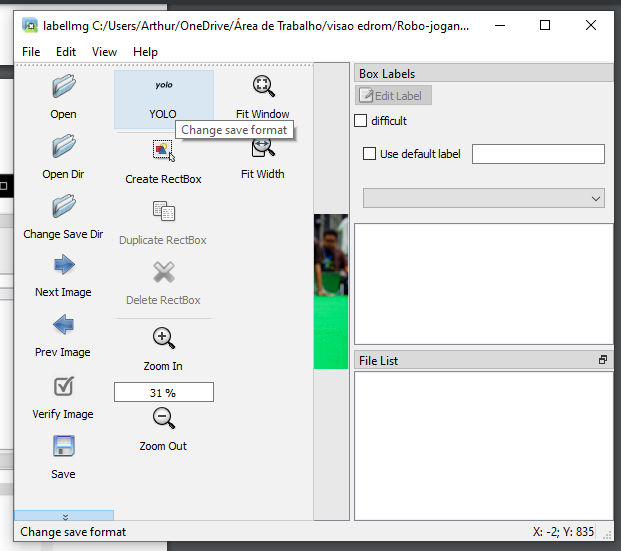 labelImg C:/Users/Arthur/OneDrive/Área de Trabalho/visao edrom/Robo-jogan...
File Edit View Help
Open
Open Dir
Change Save Dir
Next Image
Prev Image
Verify Image
Save
yolo
YOLO
Change save format
Create RectBox
Duplicate RectBox
Delete RectBox
Zoom In
31 %
Zoom Out
Fit Window
Fit Width
Box Labels
Edit Label
difficult
Use default label
File List
Change save format
X: -2; Y: 835